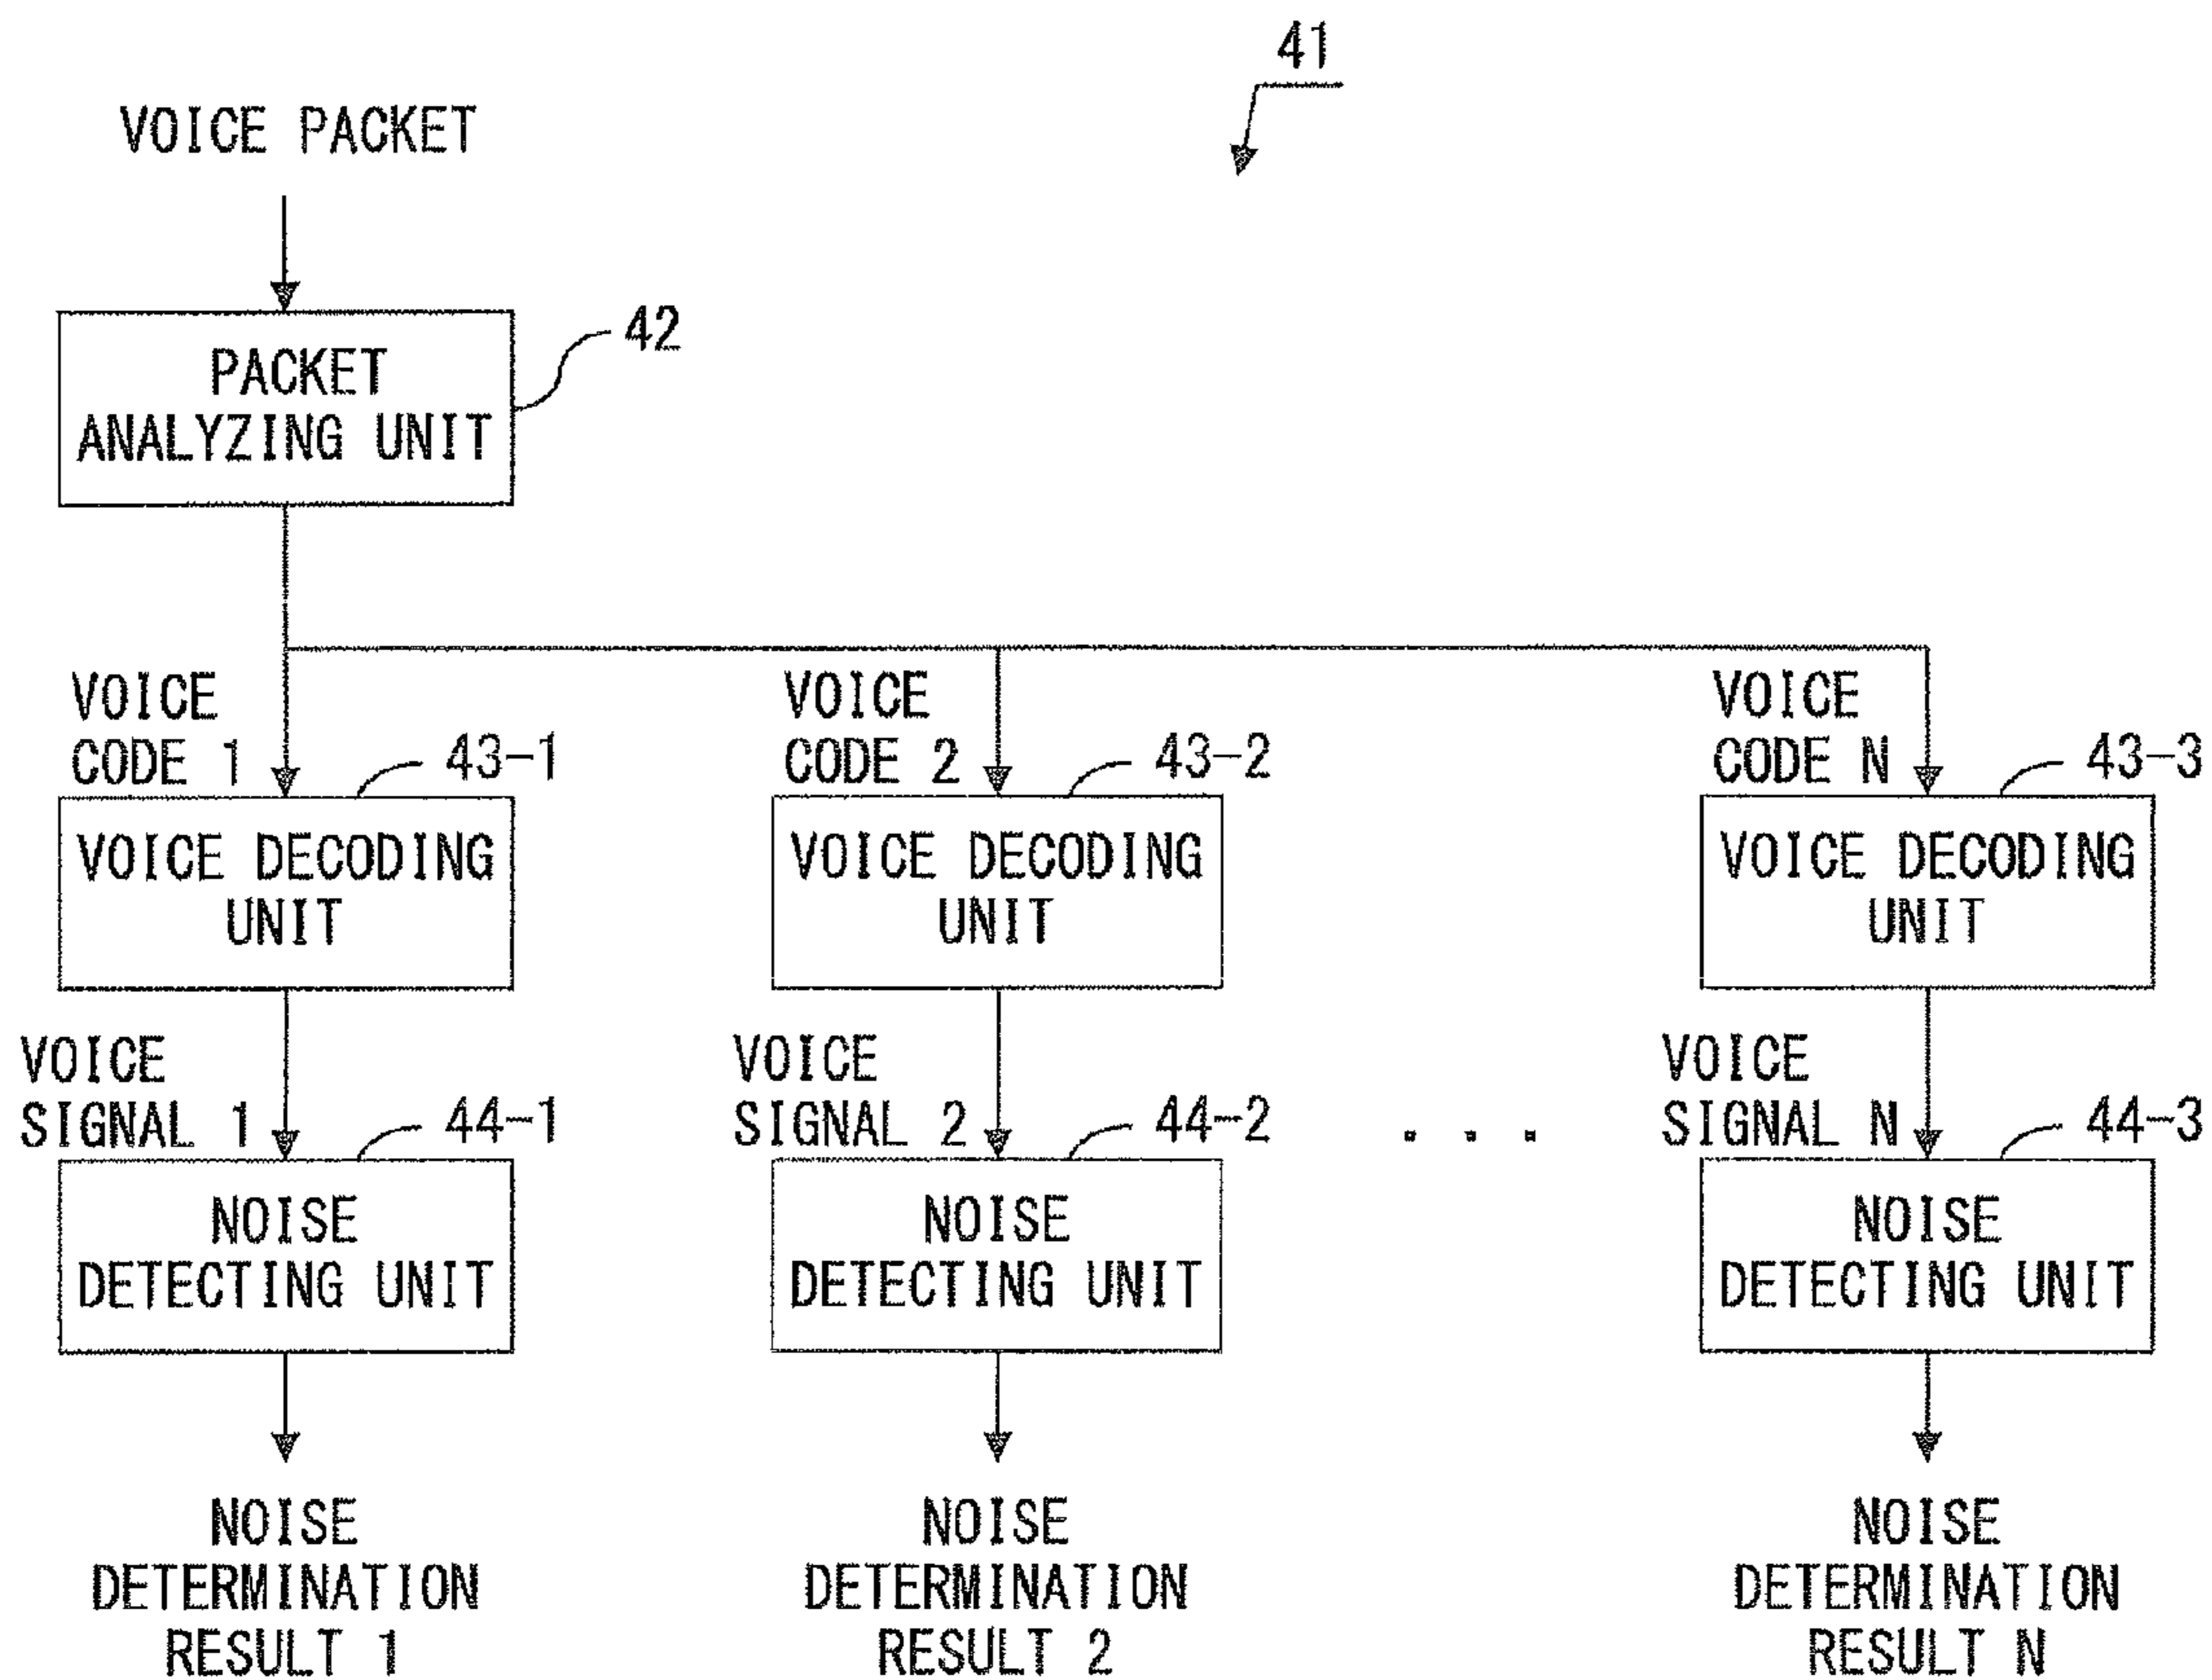 41
VOICE PACKET
42
PACKET
ANALYZING UNIT
VOICE
CODE 1
43-1
VOICE
CODE 2
43-2
VOICE
CODE N
43-3
VOICE DECODING
UNIT
VOICE DECODING
UNIT
VOICE DECODING
UNIT
VOICE
SIGNAL 1
44-1
VOICE
SIGNAL 2
44-2
. . .
VOICE
SIGNAL N
44-3
NOISE
DETECTING UNIT
NOISE
DETECTING UNIT
NOISE
DETECTING UNIT
NOISE
DETERMINATION
RESULT 1
NOISE
DETERMINATION
RESULT 2
NOISE
DETERMINATION
RESULT N